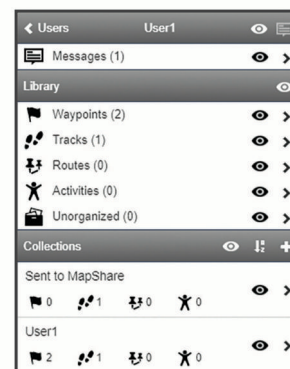 Users User1
Messages (1)
Library
Waypoints (2)
Tracks (1)
Routes (0)
Activities (0)
Unorganized (0)
Collections
Sent to MapShare
0 1 0 0
User1
2 1 0 0